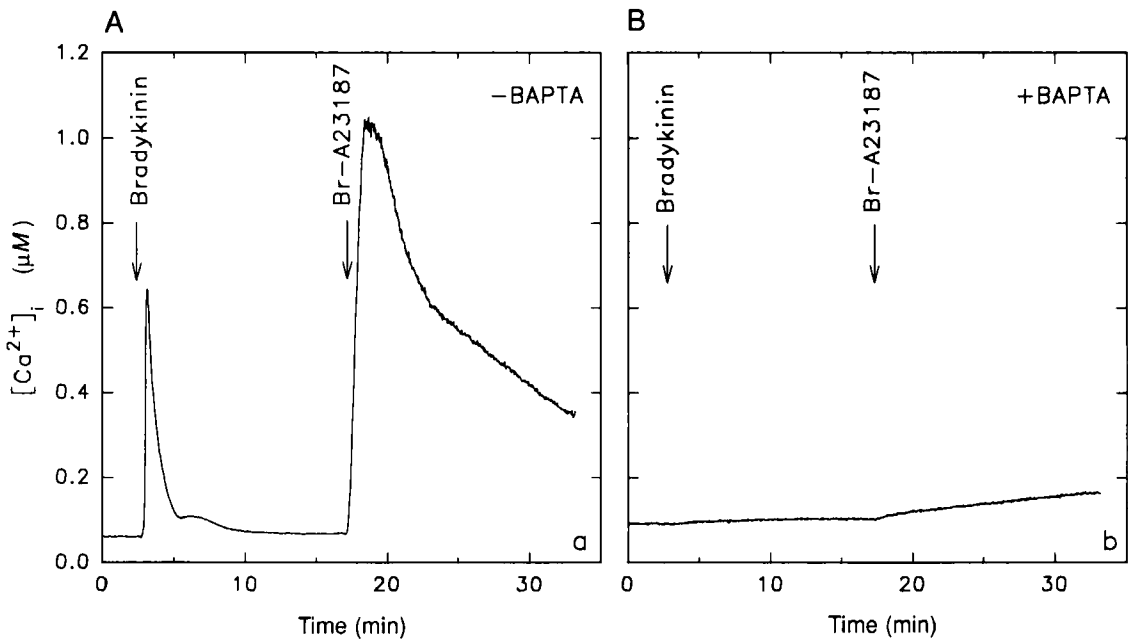 A
B
1.2
1.0
0.8
0.6
0.4
0.2
0.0
[Ca²⁺]ᵢ (μM)
Bradykinin
Br-A23187
-BAPTA
a
0
10
20
30
Time (min)
Bradykinin
Br-A23187
+BAPTA
b
0
10
20
30
Time (min)